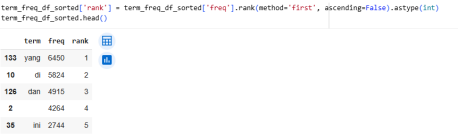 term_freq_df_sorted['rank'] = term_freq_df_sorted['freq'].rank(method='first', ascending=False).astype(int)
term_freq_df_sorted.head()
term freq rank
133 yang 6450 1
10 di 5824 2
126 dan 4915 3
2 4264 4
35 ini 2744 5